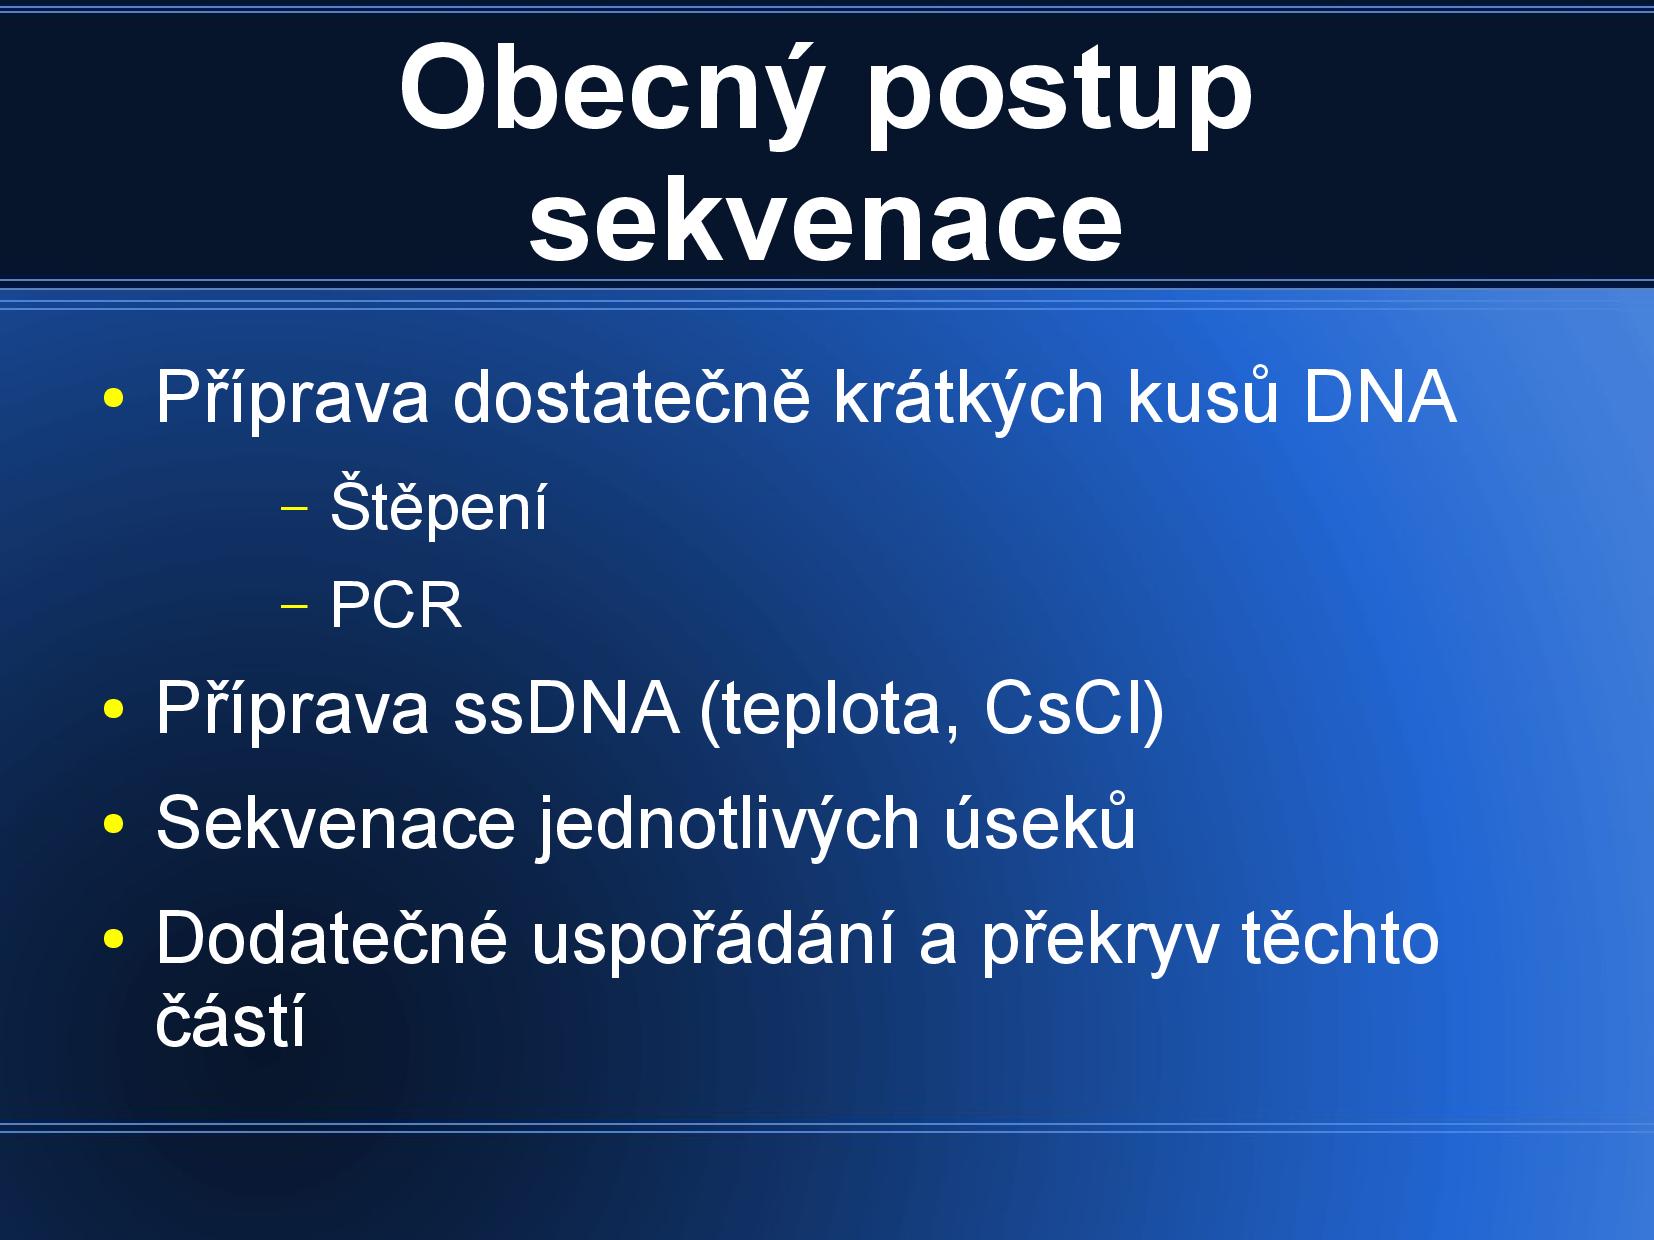 Obecný postup
sekvenace
• Příprava dostatečně krátkých kusů DNA
– Štěpení
– PCR
• Příprava ssDNA (teplota, CsCl)
• Sekvenace jednotlivých úseků
• Dodatečné uspořádání a překryv těchto
částí